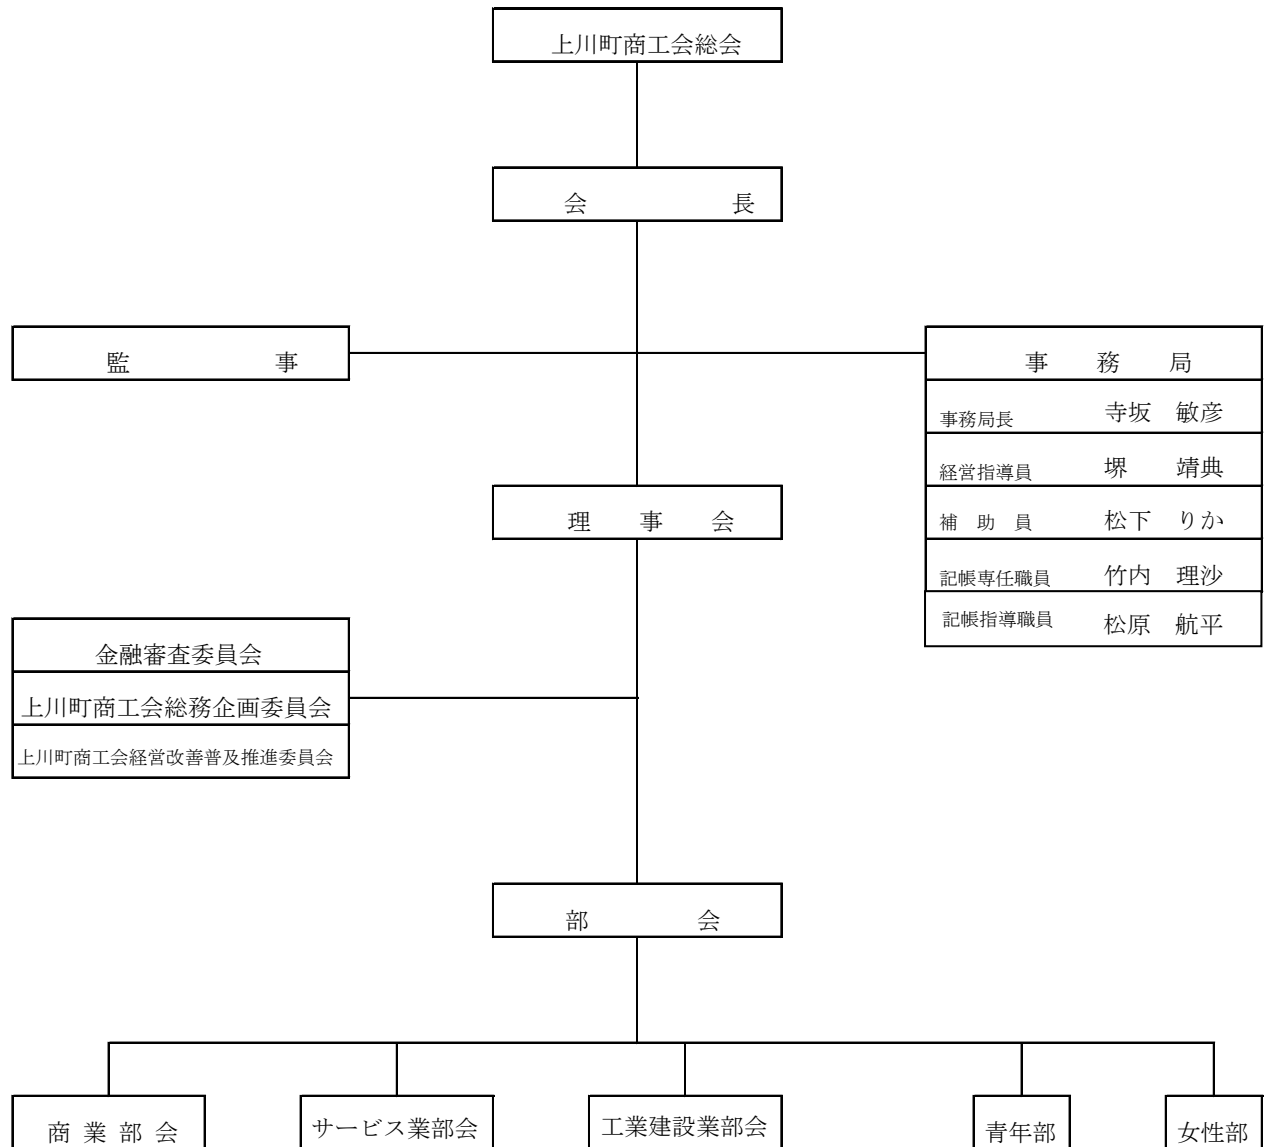 上川町商工会総会
会　　　長
監　　　事
事　務　局
事務局長　寺坂　敏彦
経営指導員　堺　靖典
補　助　員　松下　りか
記帳専任職員　竹内　理沙
記帳指導職員　松原　航平
理　事　会
金融審査委員会
上川町商工会総務企画委員会
上川町商工会経営改善普及推進委員会
部　　　会
商 業 部 会
サービス業部会
工業建設業部会
青年部
女性部